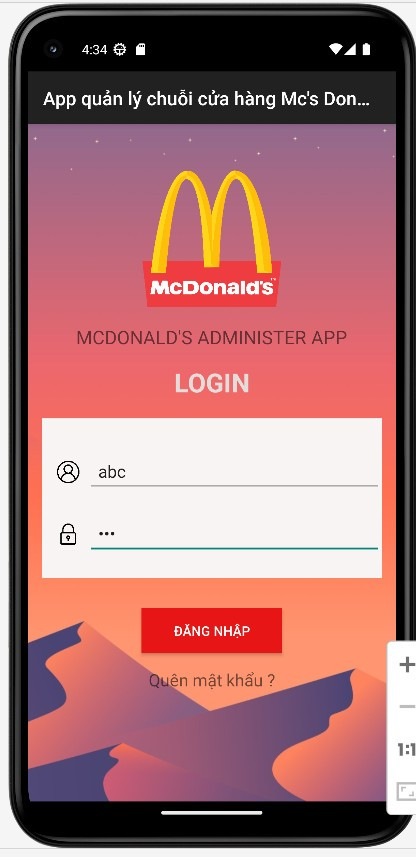 4:34
App quản lý chuỗi cửa hàng Mc's Don...
McDonald's™
MCDONALD'S ADMINISTER APP
LOGIN
abc
•••
ĐĂNG NHẬP
Quên mật khẩu ?
1:1